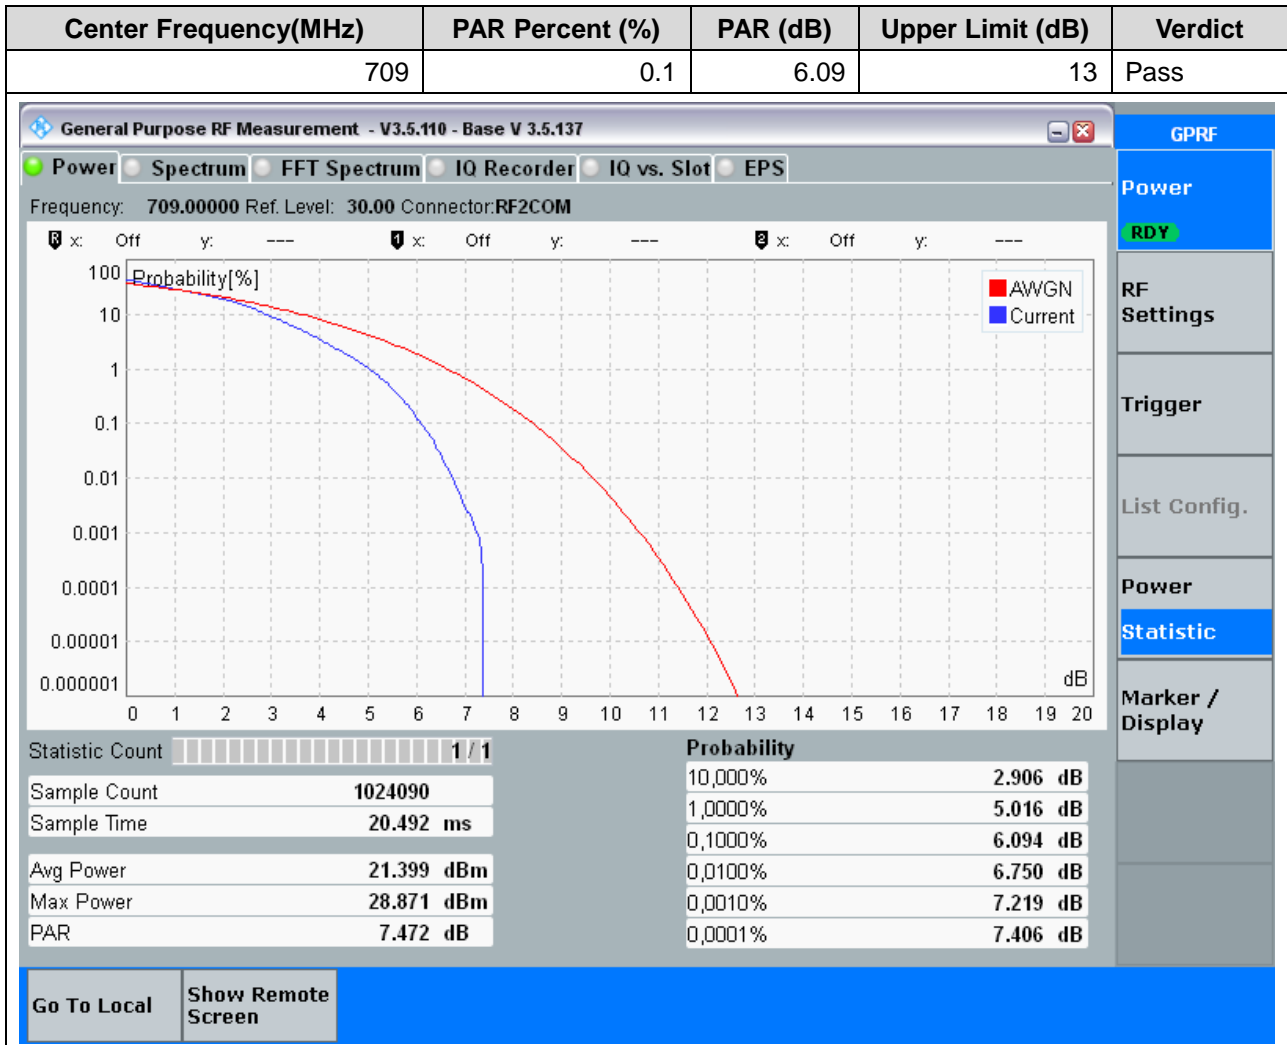 Center Frequency(MHz) PAR Percent (%) PAR (dB) Upper Limit (dB) Verdict
709 0.1 6.09 13 Pass
General Purpose RF Measurement - V3.5.110 - Base V 3.5.137
GPRF
Power Spectrum FFT Spectrum IQ Recorder IQ vs. Slot EPS
Power
RDY
Frequency: 709.00000 Ref. Level: 30.00 Connector:RF2COM
R x: Off y: --- 1 x: Off y: --- 2 x: Off y: ---
RF
Settings
Trigger
List Config.
Power
Statistic
Marker /
Display
Probability[%]
AWGN
Current
100
10
1
0.1
0.01
0.001
0.0001
0.00001
0.000001
dB
0 1 2 3 4 5 6 7 8 9 10 11 12 13 14 15 16 17 18 19 20
Statistic Count 1 / 1
Sample Count 1024090
Sample Time 20.492 ms
Avg Power 21.399 dBm
Max Power 28.871 dBm
PAR 7.472 dB
Probability
10,000% 2.906 dB
1,0000% 5.016 dB
0,1000% 6.094 dB
0,0100% 6.750 dB
0,0010% 7.219 dB
0,0001% 7.406 dB
Go To Local
Show Remote
Screen